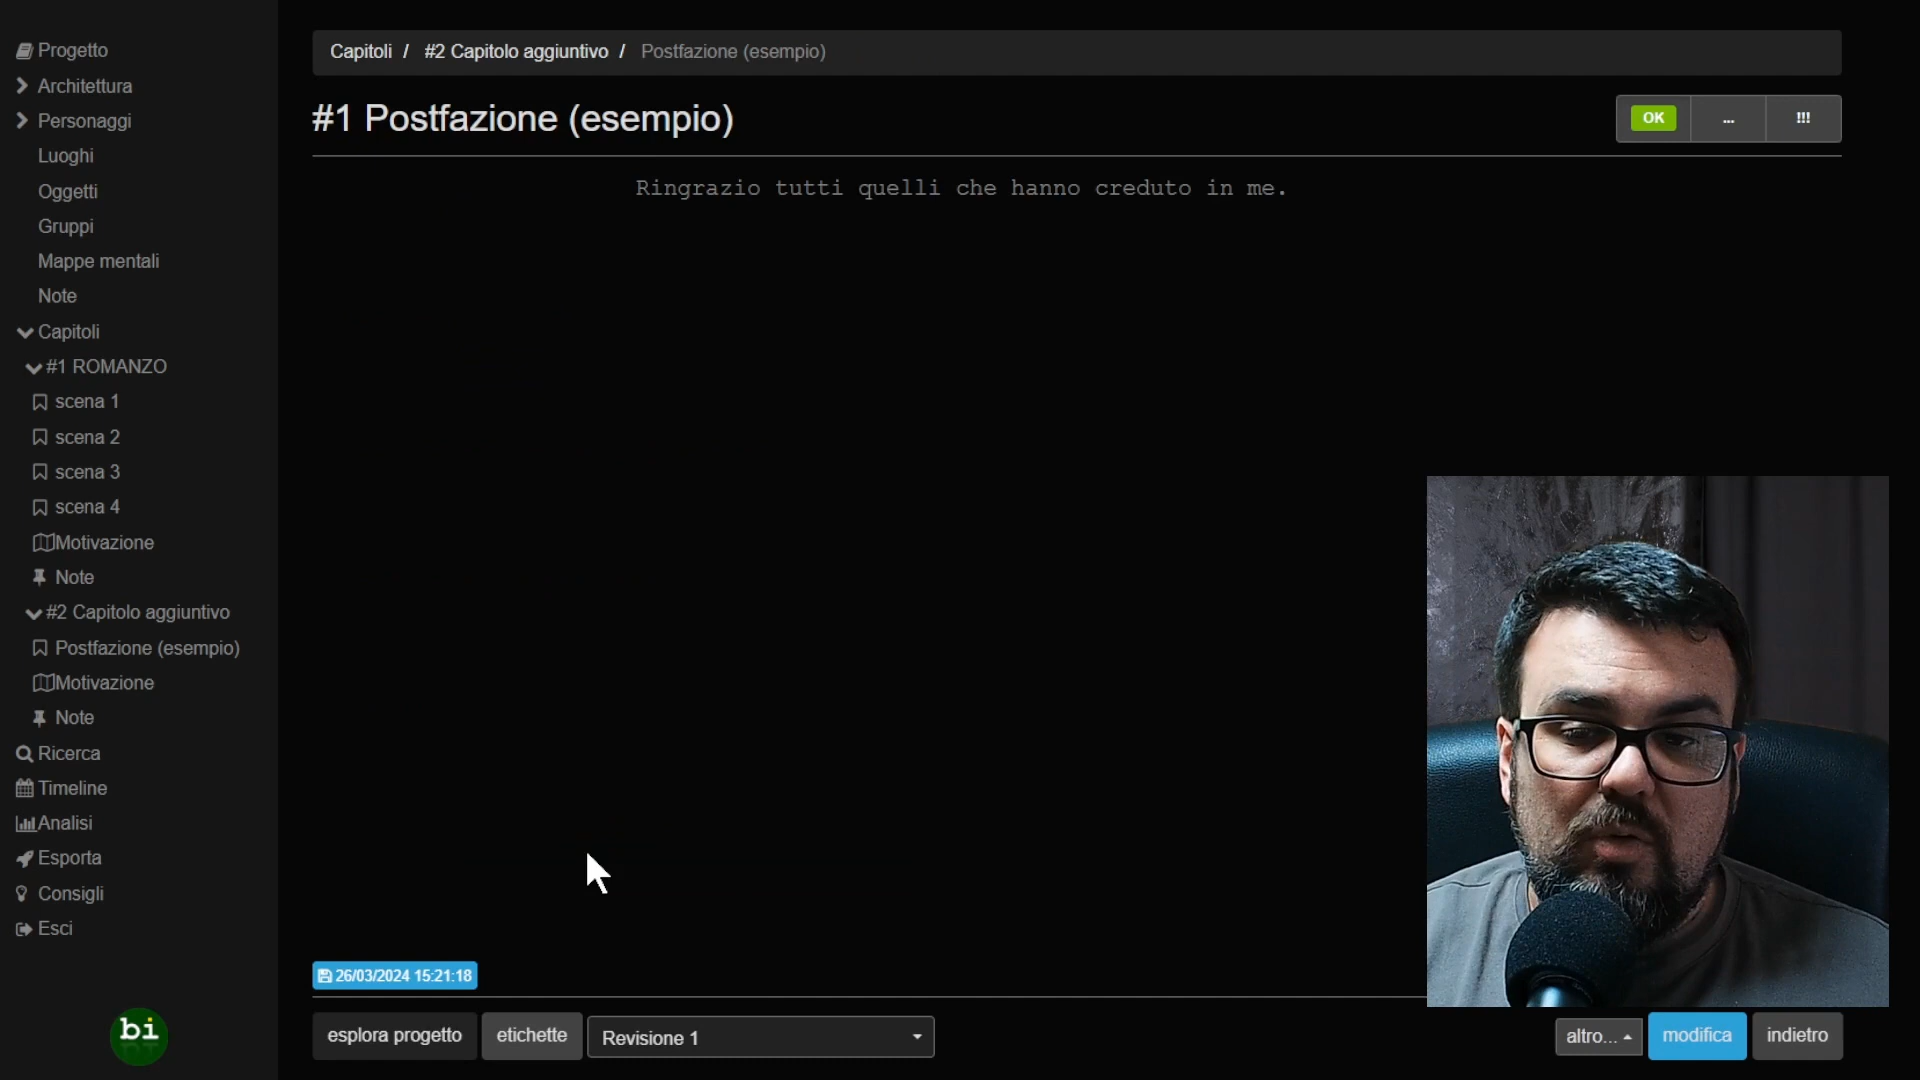 Progetto
Architettura
Personaggi
Luoghi
Oggetti
Gruppi
Mappe mentali
Note
Capitoli
#1 ROMANZO
scena 1
scena 2
scena 3
scena 4
Motivazione
Note
#2 Capitolo aggiuntivo
Postfazione (esempio)
Motivazione
Note
Ricerca
Timeline
Analisi
Esporta
Consigli
Esci
bi
Capitoli / #2 Capitolo aggiuntivo / Postfazione (esempio)
#1 Postfazione (esempio)
OK ... !!!
Ringrazio tutti quelli che hanno creduto in me.
26/03/2024 15:21:18
esplora progetto etichette Revisione 1 altro... modifica indietro